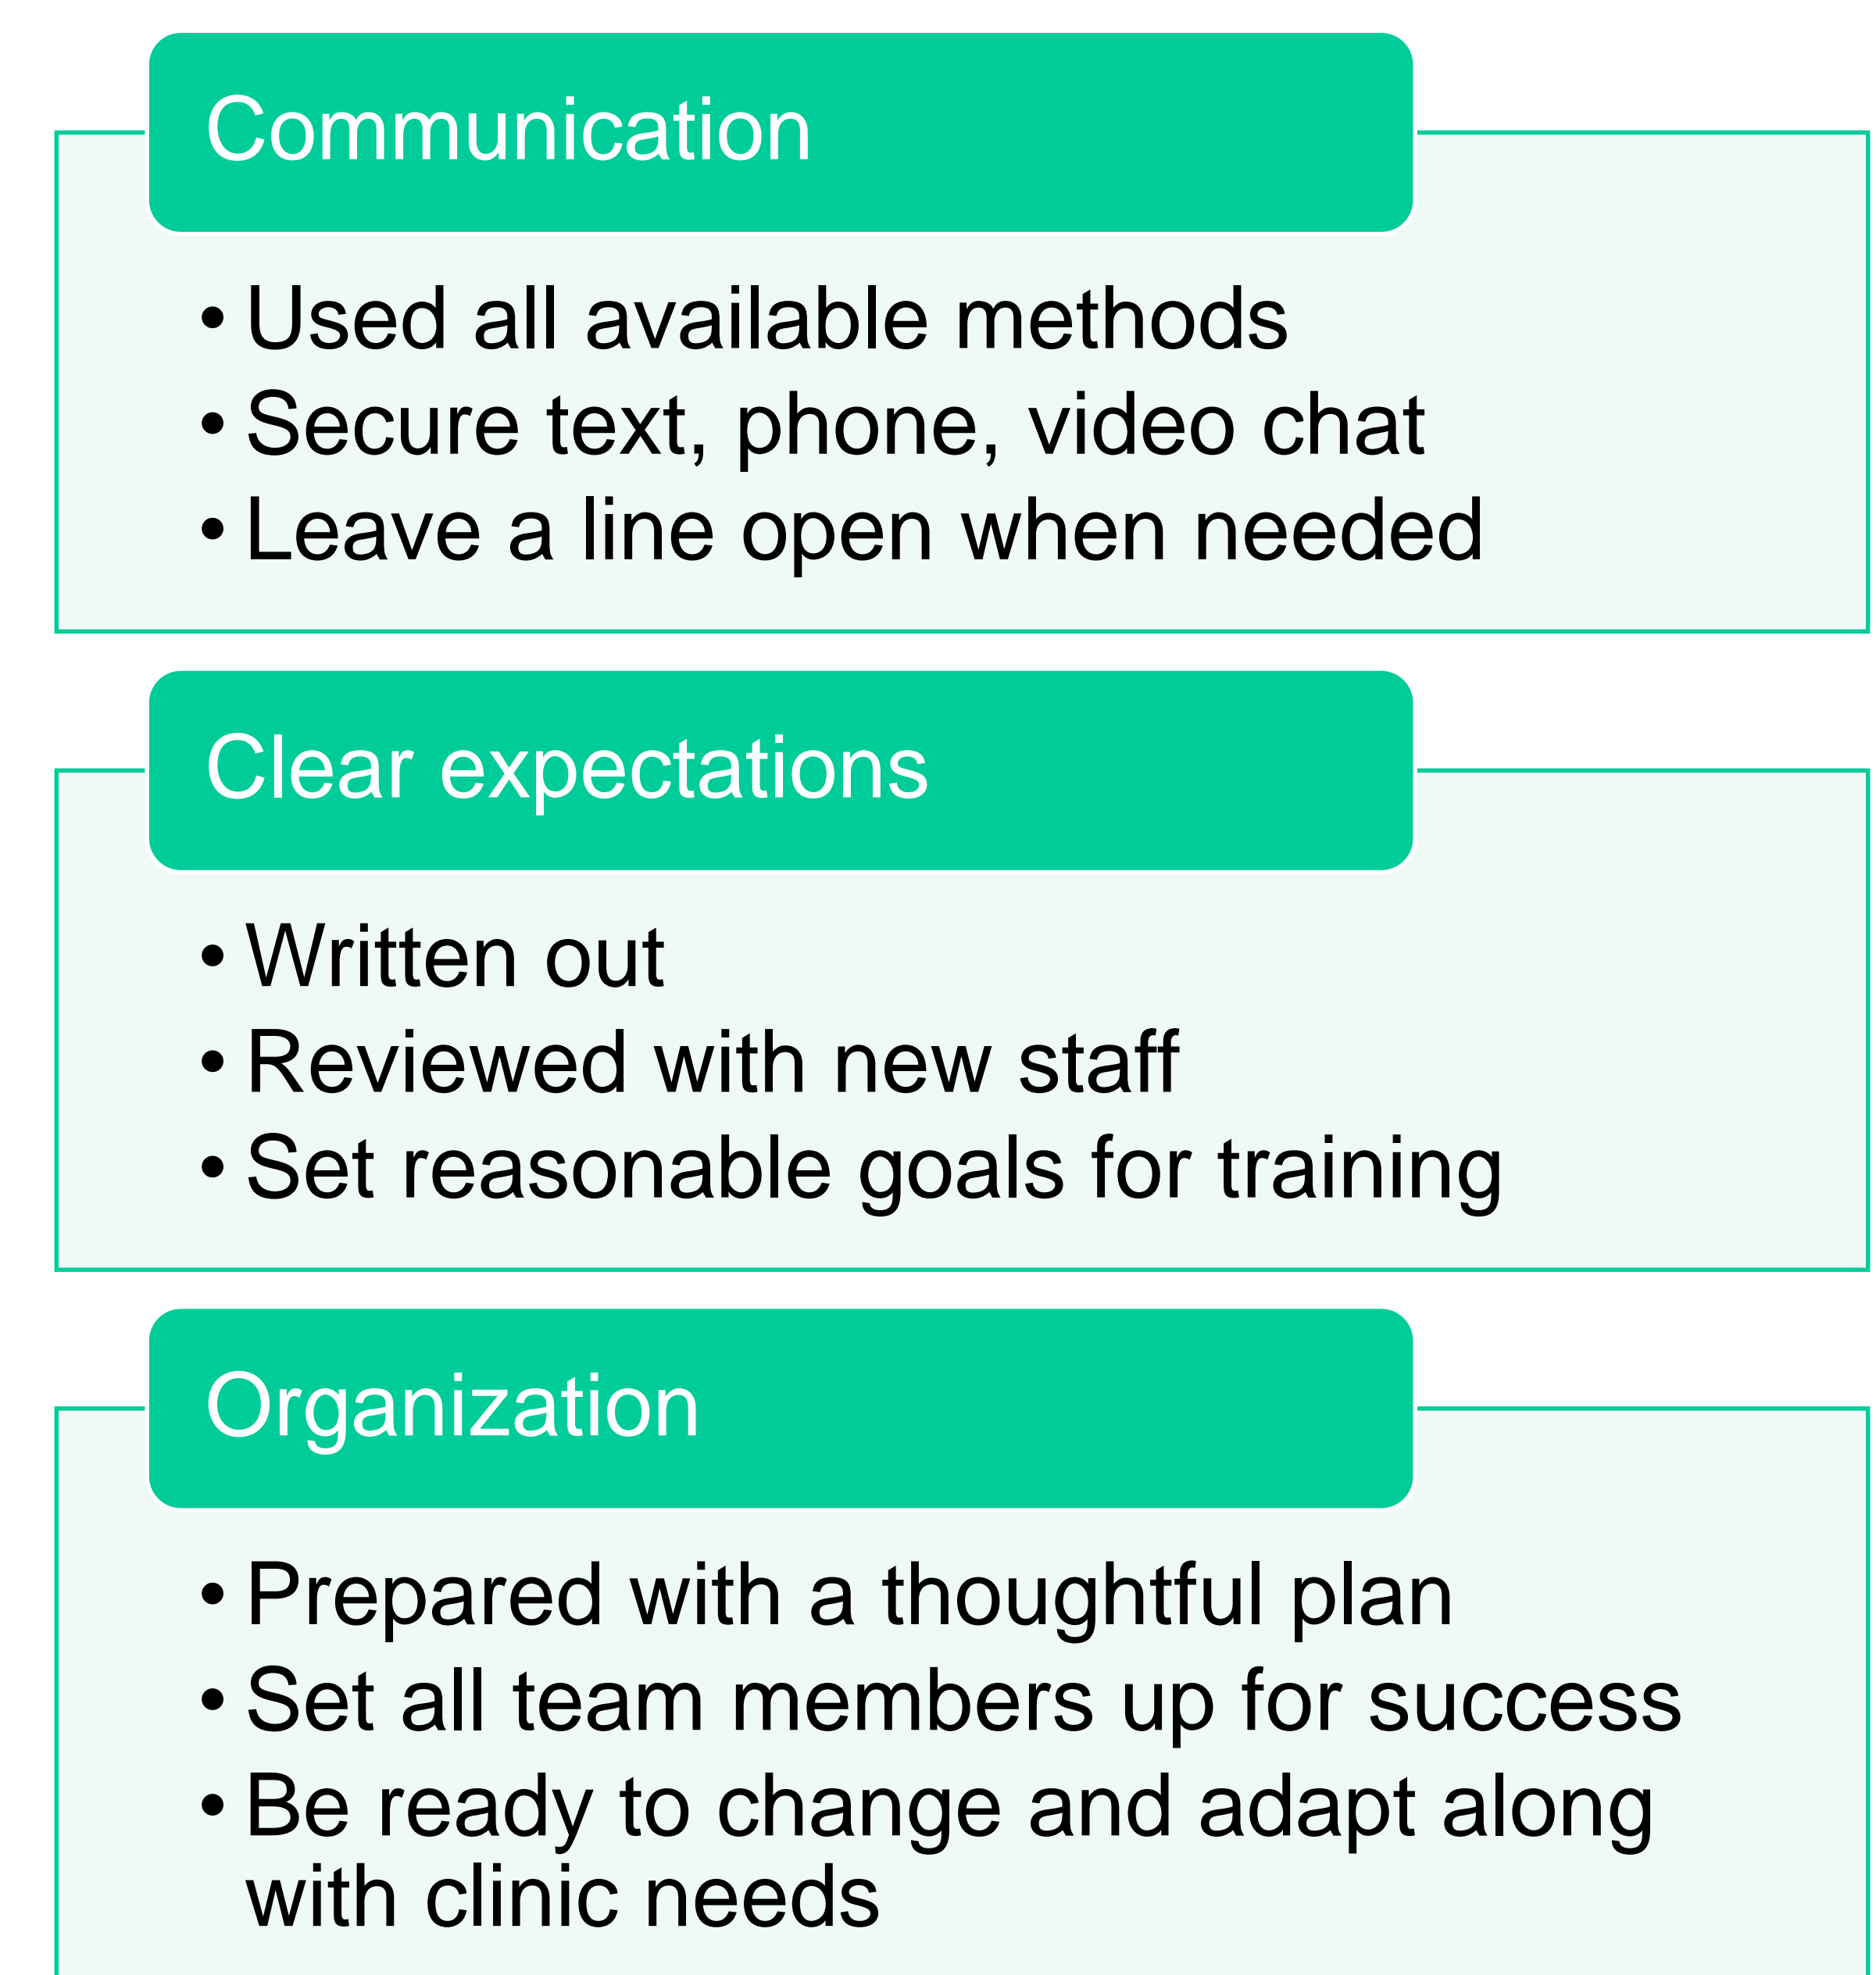 Communication
• Used all available methods
• Secure text, phone, video chat
• Leave a line open when needed
Clear expectations
• Written out
• Reviewed with new staff
• Set reasonable goals for training
Organization
• Prepared with a thoughtful plan
• Set all team members up for success
• Be ready to change and adapt along
with clinic needs